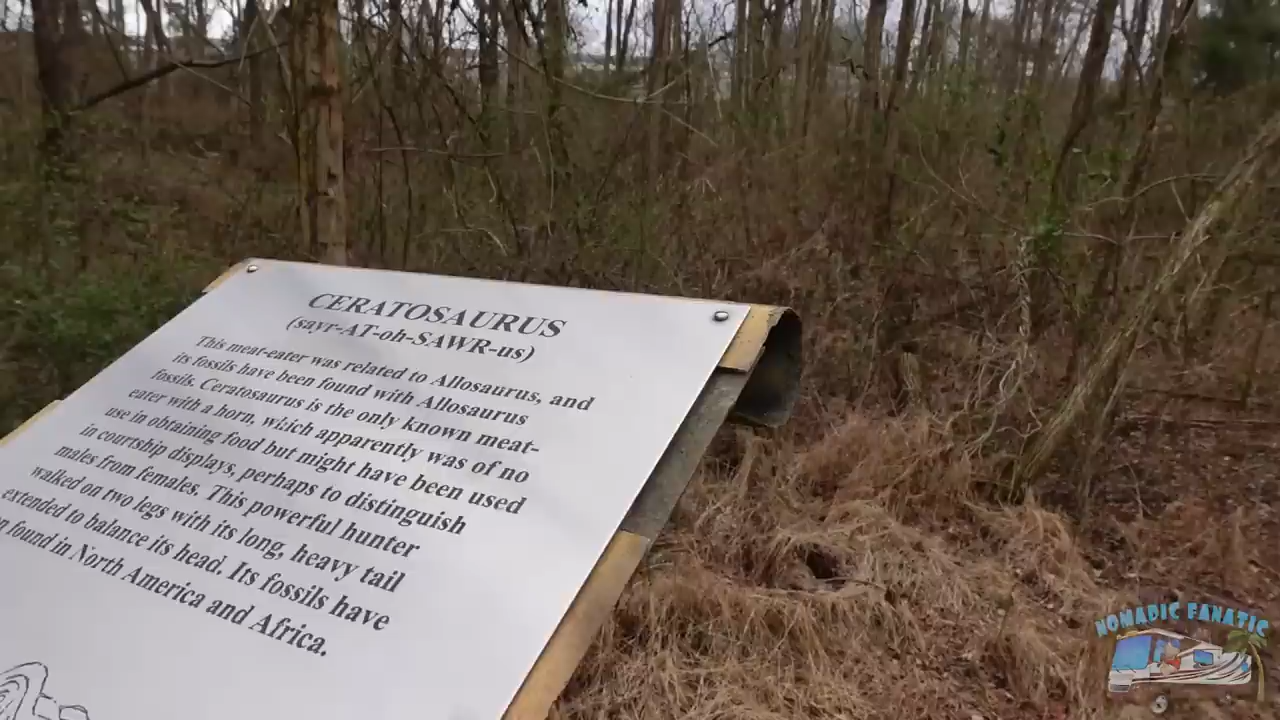 CERATOSAURUS
(sayr-AT-oh-SAWR-us)
This meat-eater was related to Allosaurus, and
its fossils have been found with Allosaurus
fossils. Ceratosaurus is the only known meat-
eater with a horn, which apparently was of no
use in obtaining food but might have been used
in courtship displays, perhaps to distinguish
males from females. This powerful hunter
walked on two legs with its long, heavy tail
extended to balance its head. Its fossils have
found in North America and Africa.
NOMADIC FANATIC